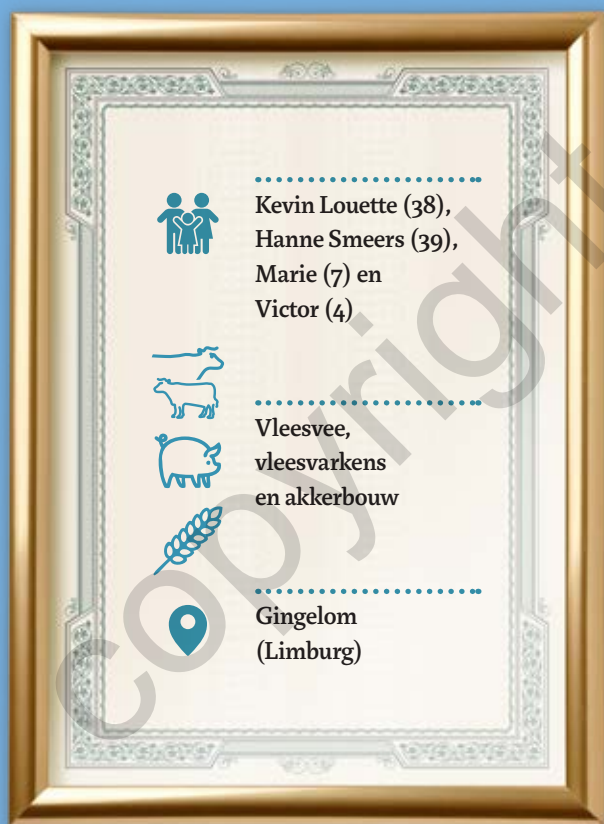 Kevin Louette (38),
Hanne Smeers (39),
Marie (7) en
Victor (4)
Vleesvee,
vleesvarkens
en akkerbouw
Gingelom
(Limburg)
copyright